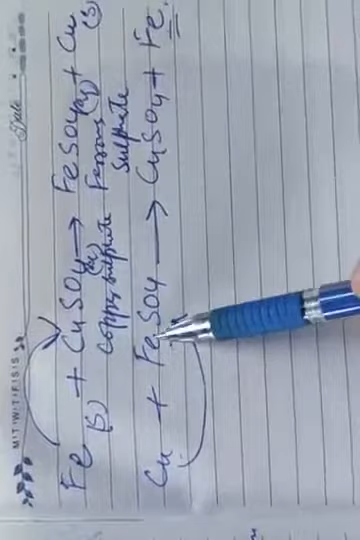 Date
M T W T F S S
Fe + CuSO4 → FeSO4 + Cu
(s) (aq) (aq) (s)
Copper sulphate Ferrous sulphate
Cu + FeSO4 → CuSO4 + Fe.